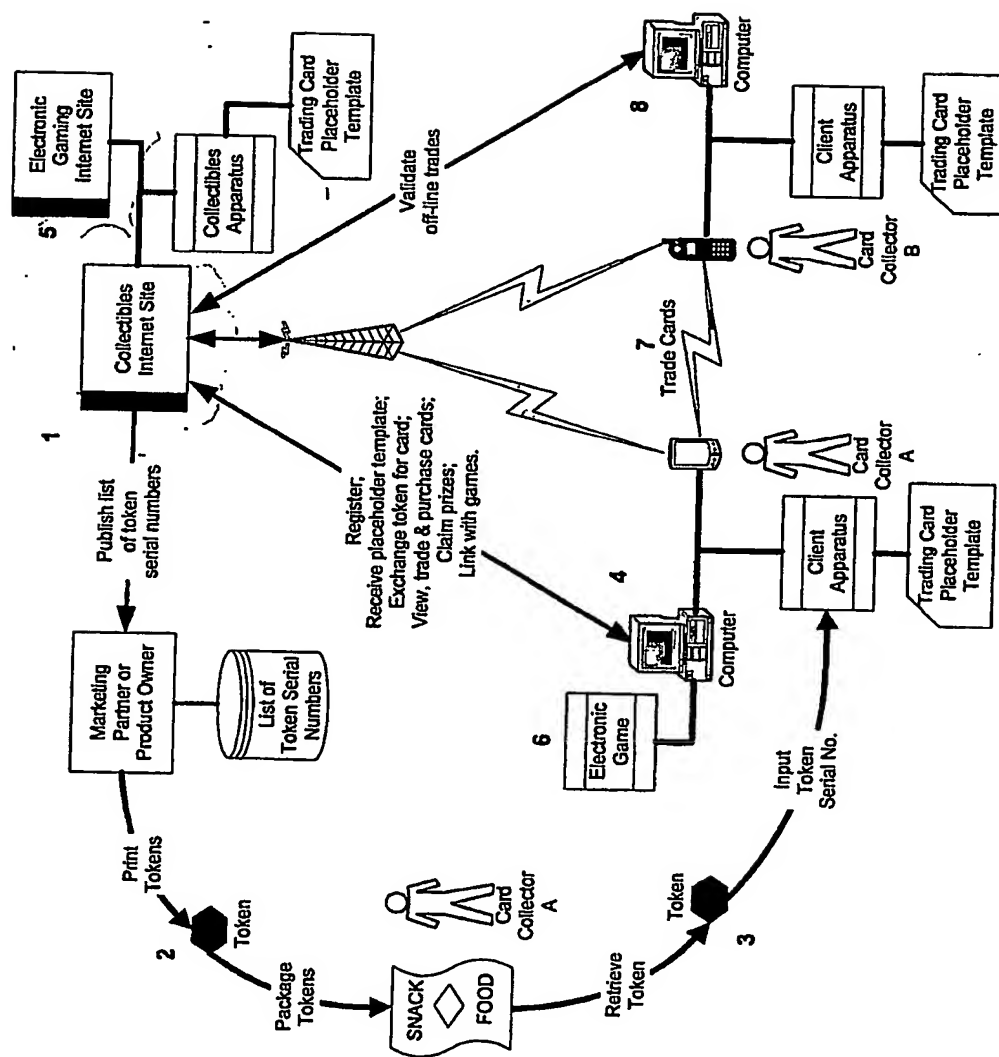 1
Collectibles
Internet Site
5
Electronic
Gaming
Internet Site
Collectibles
Apparatus
Trading Card
Placeholder
Template
Publish list
of token
serial numbers
Marketing
Partner or
Product Owner
List of
Token Serial
Numbers
Print
Tokens
2
Token
Package
Tokens
SNACK
FOOD
Card
Collector
A
Retrieve
Token
Token
3
Input
Token
Serial No.
Register;
Receive placeholder template;
Exchange token for card;
View, trade & purchase cards;
Claim prizes;
Link with games.
4
Computer
6
Electronic
Game
Client
Apparatus
Trading Card
Placeholder
Template
Card
Collector
A
7
Trade Cards
Card
Collector
B
Validate
off-line trades
8
Computer
Client
Apparatus
Trading Card
Placeholder
Template